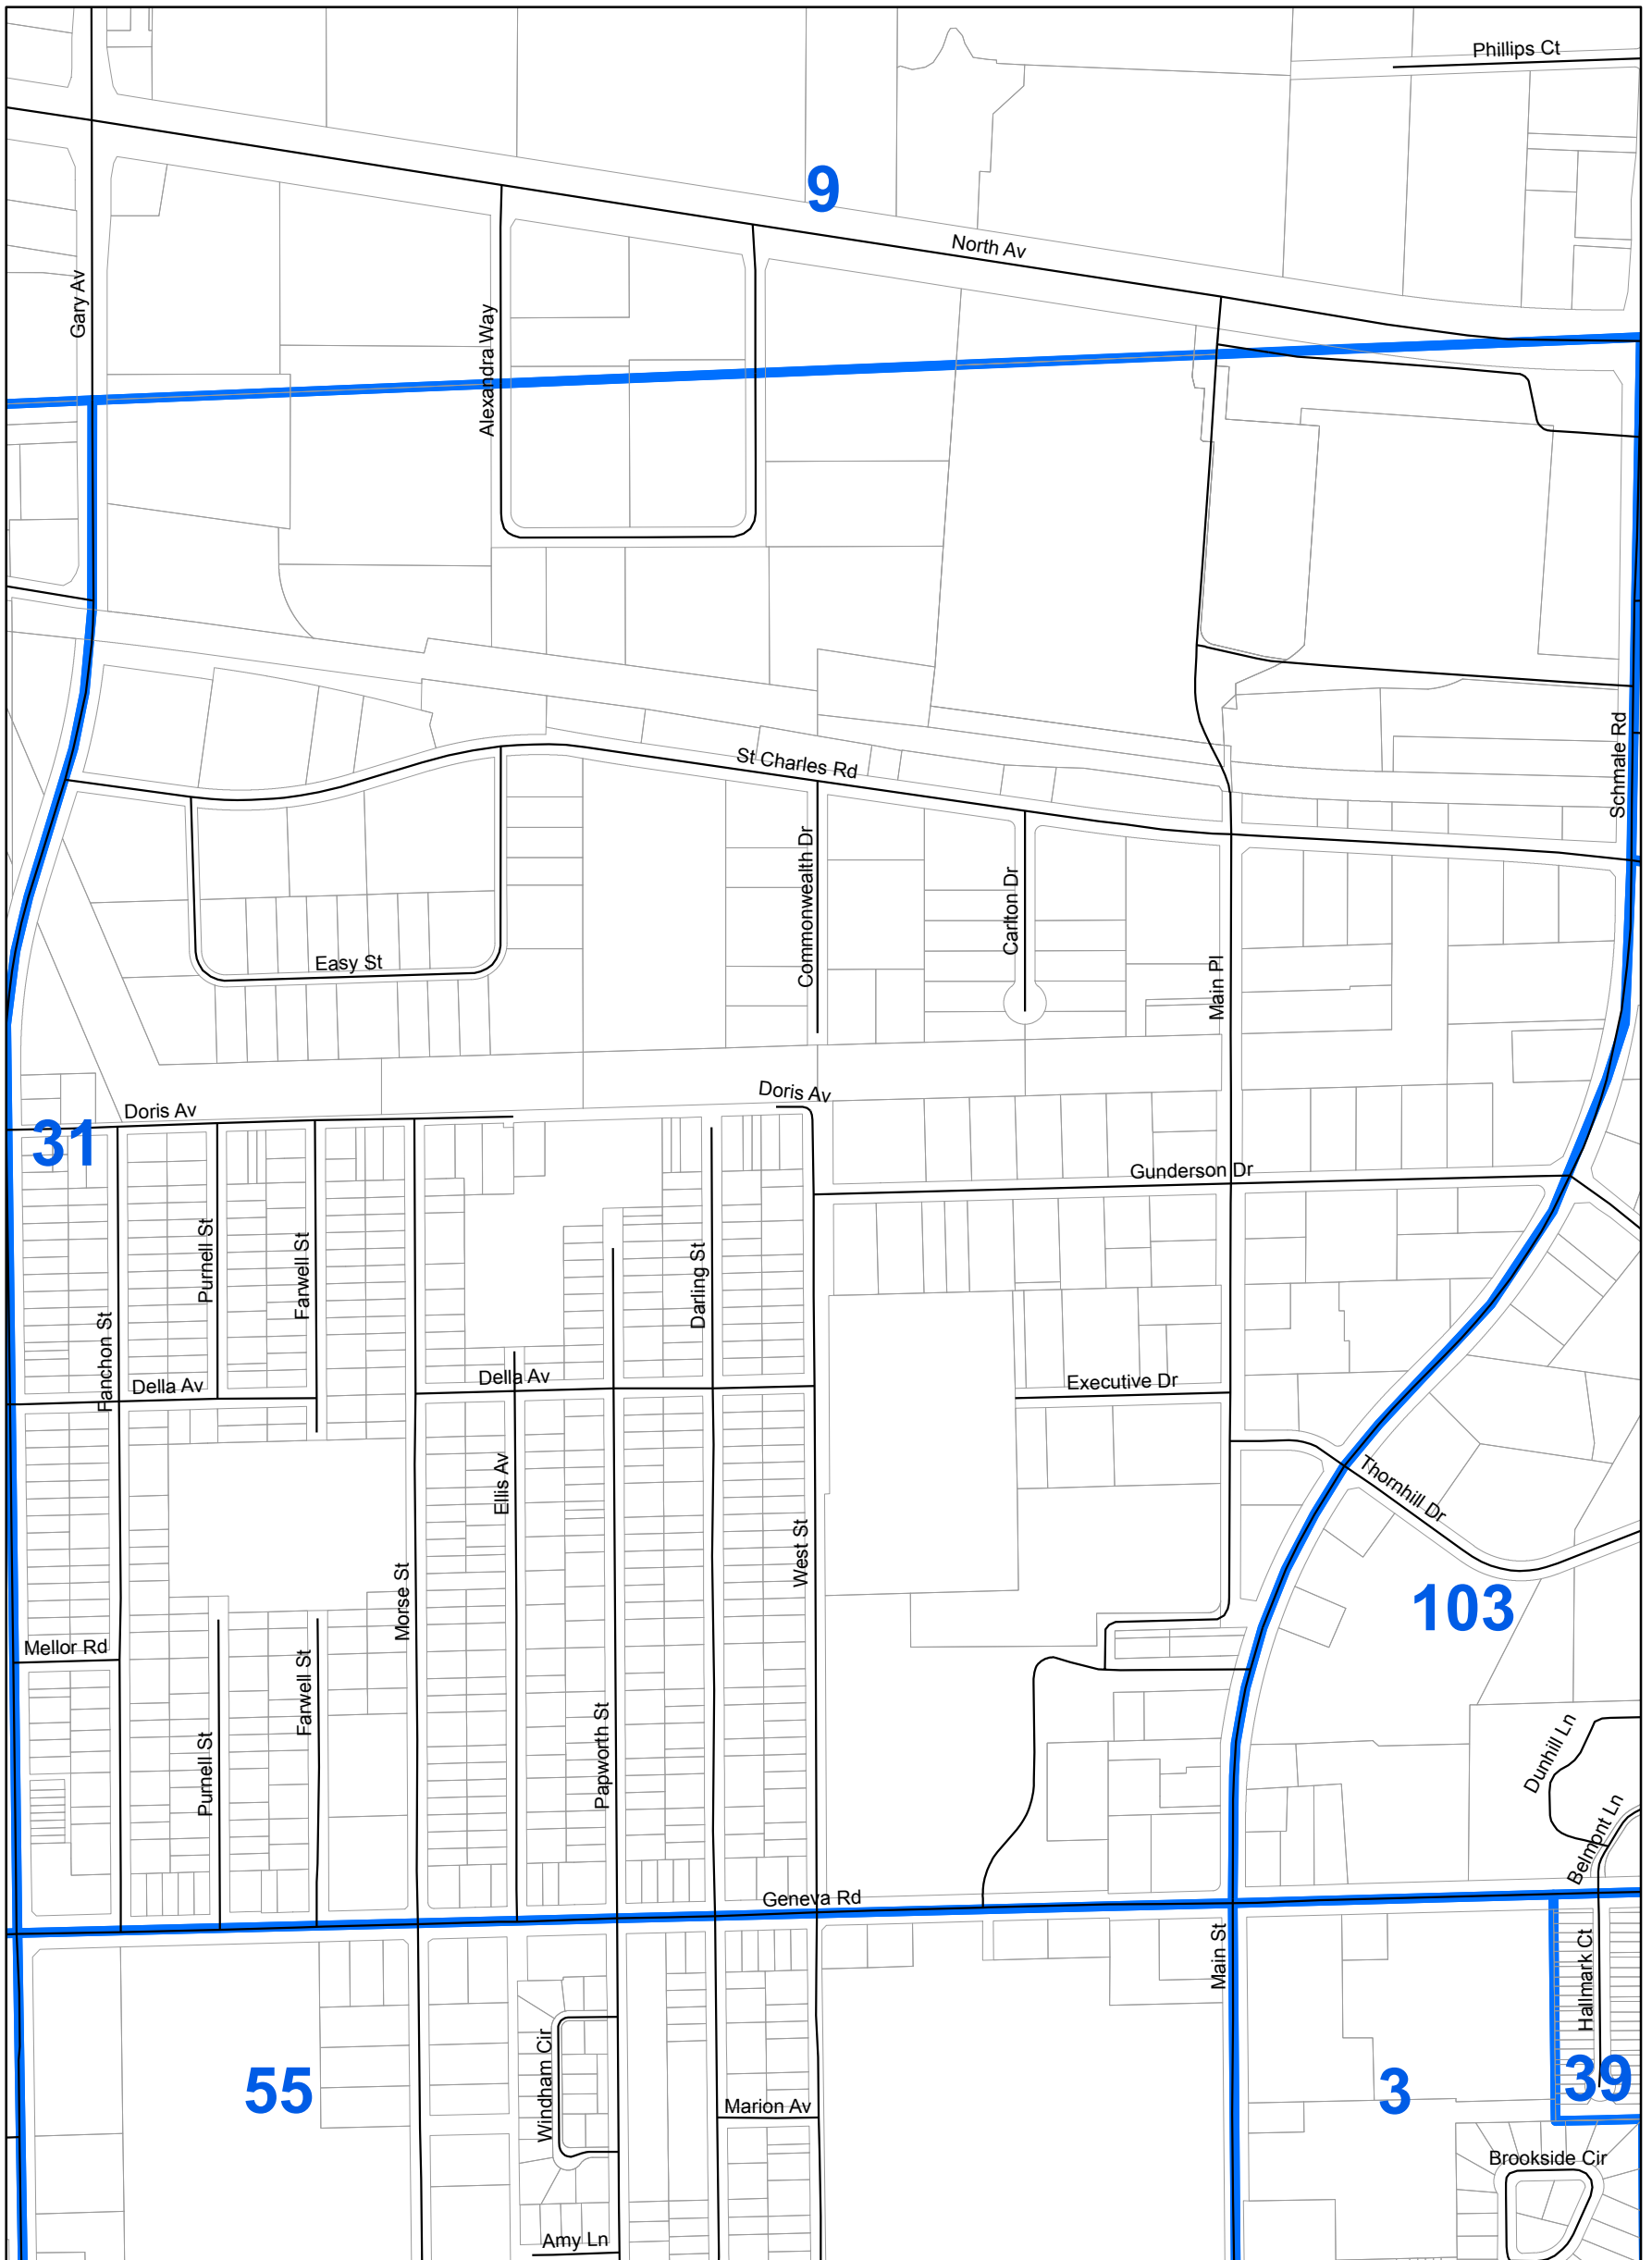 Phillips Ct
9
North Av
Gary Av
Alexandra Way
St Charles Rd
Schmale Rd
Commonwealth Dr
Carlton Dr
Main Pl
Easy St
Doris Av
Doris Av
31
Gunderson Dr
Purnell St
Farwell St
Darling St
Fanchon St
Della Av
Della Av
Executive Dr
Ellis Av
Thornhill Dr
West St
Morse St
103
Mellor Rd
Farwell St
Purnell St
Papworth St
Dunhill Ln
Belmont Ln
Geneva Rd
Main St
Hallmark Ct
55
Windham Cir
3
39
Marion Av
Brookside Cir
Amy Ln